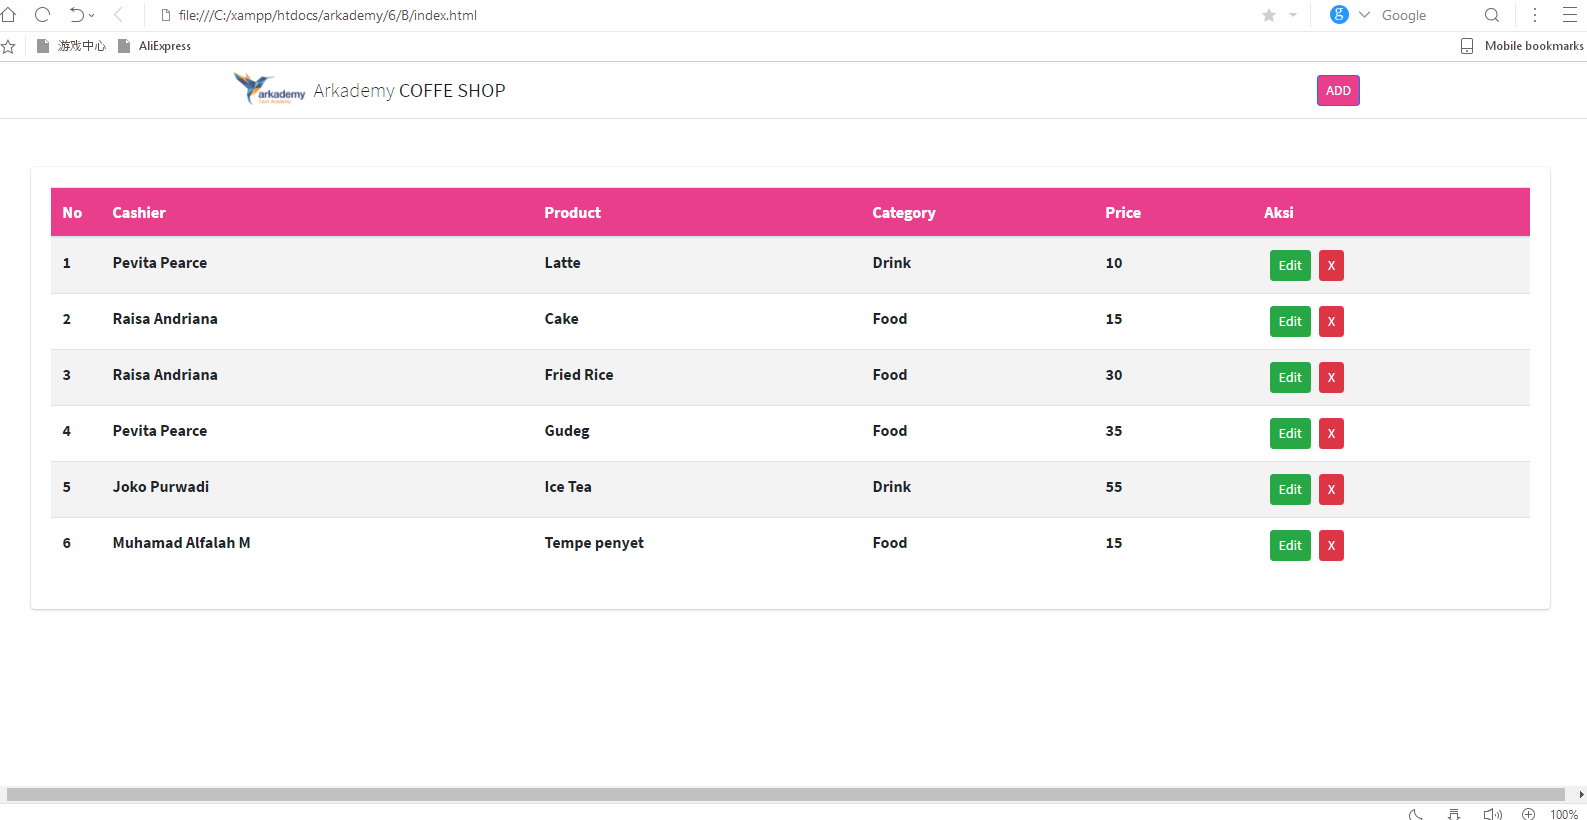 file:///C:/xampp/htdocs/arkademy/6/B/index.html
g Google
游戏中心 AliExpress Mobile bookmarks
arkademy
Tech Academy
Arkademy COFFE SHOP ADD
No Cashier Product Category Price Aksi
1 Pevita Pearce Latte Drink 10 Edit X
2 Raisa Andriana Cake Food 15 Edit X
3 Raisa Andriana Fried Rice Food 30 Edit X
4 Pevita Pearce Gudeg Food 35 Edit X
5 Joko Purwadi Ice Tea Drink 55 Edit X
6 Muhamad Alfalah M Tempe penyet Food 15 Edit X
100%